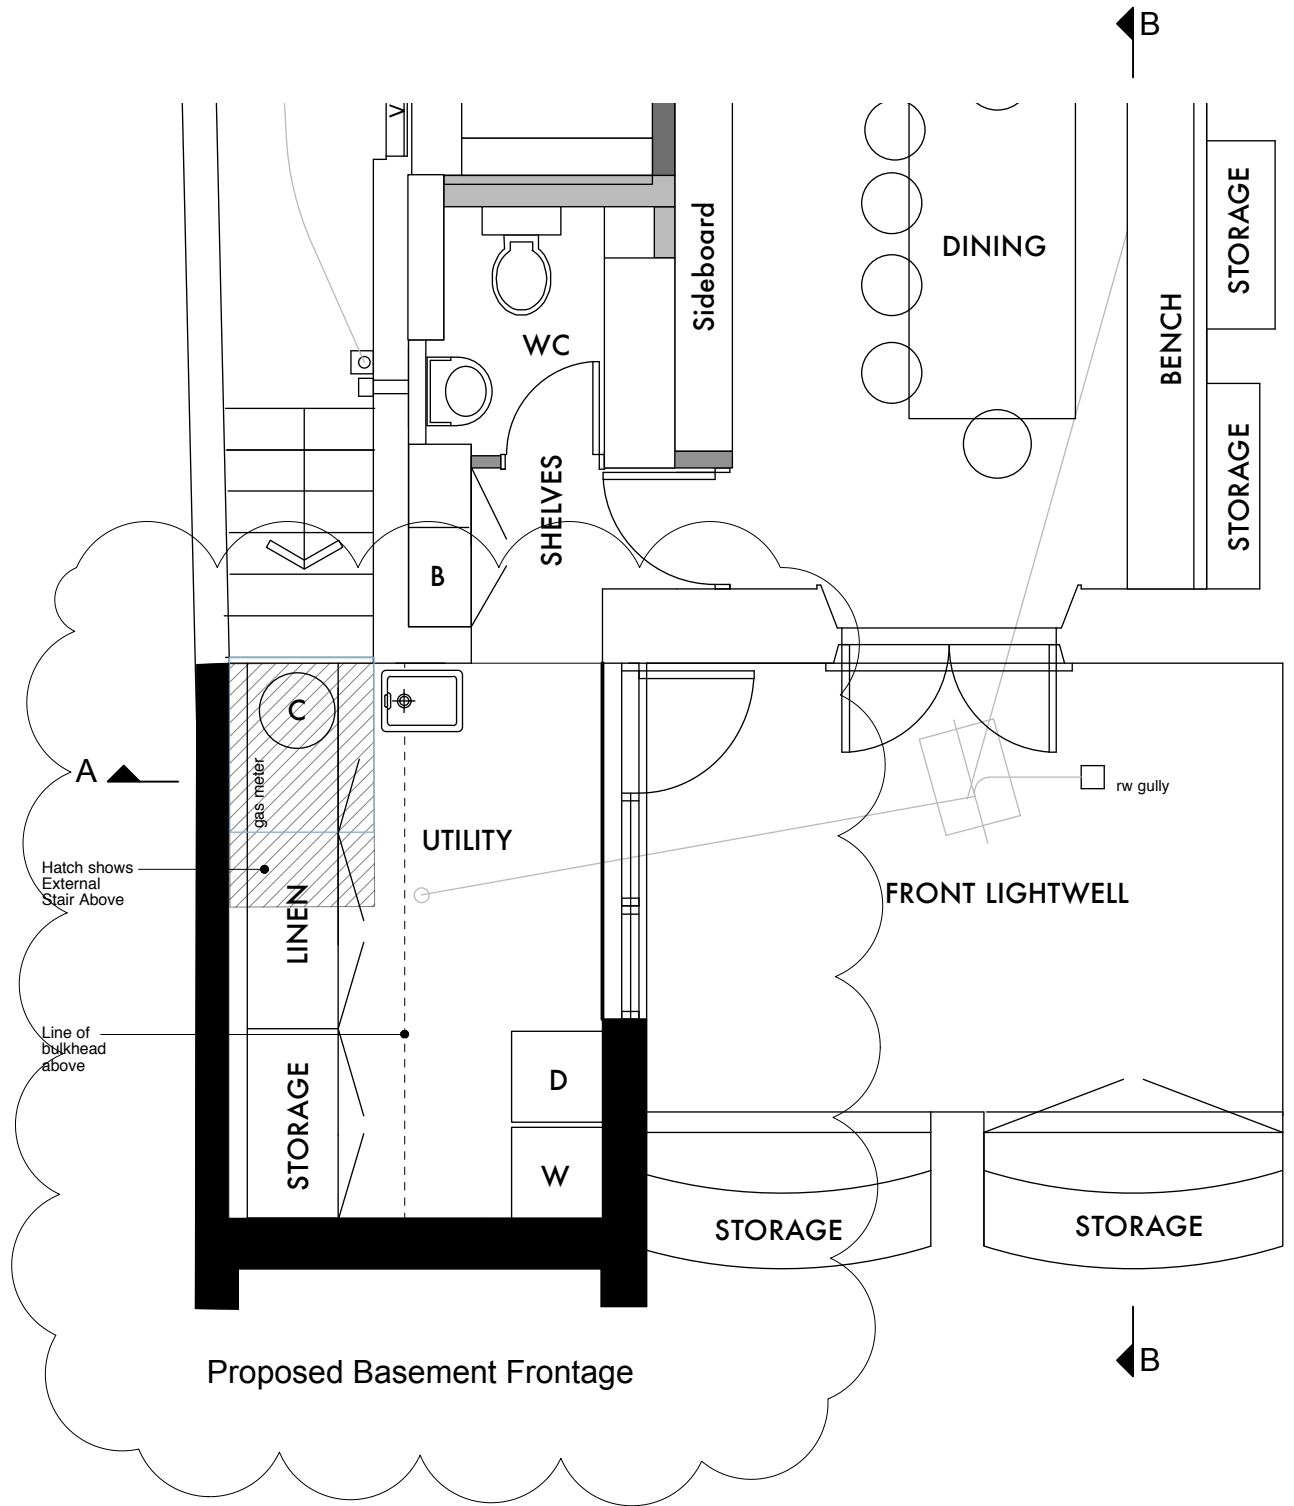 B
V
Sideboard
DINING
STORAGE
WC
BENCH
SHELVES
STORAGE
B
C
A
gas meter
rw gully
UTILITY
Hatch shows
External
Stair Above
FRONT LIGHTWELL
LINEN
Line of
bulkhead
above
D
STORAGE
W
STORAGE
STORAGE
B
Proposed Basement Frontage